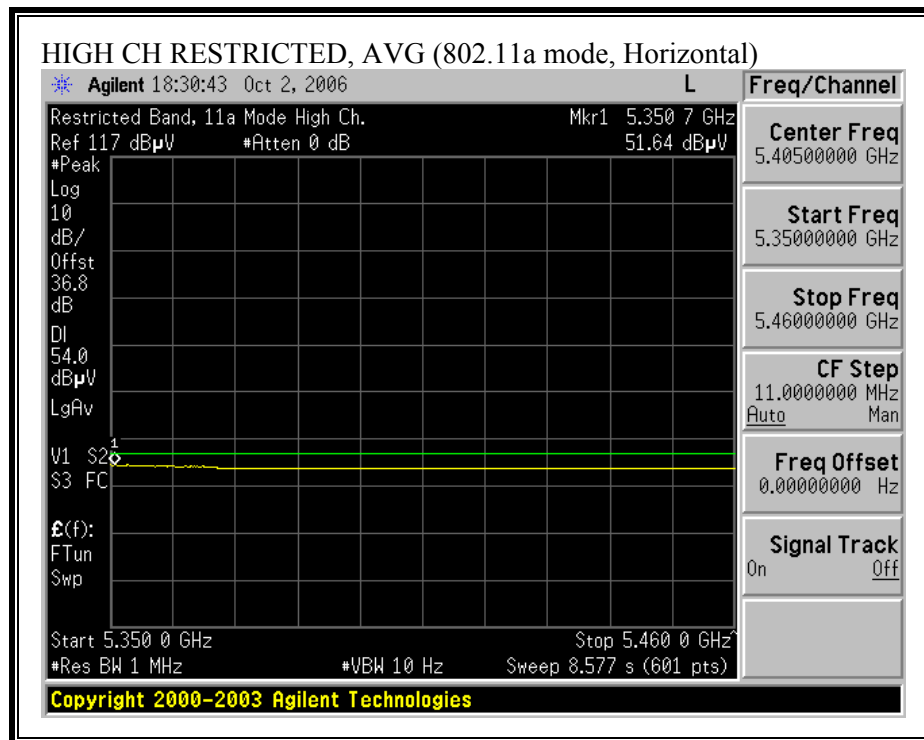 HIGH CH RESTRICTED, AVG (802.11a mode, Horizontal)
Agilent 18:30:43 Oct 2, 2006 L
Restricted Band, 11a Mode High Ch. Mkr1 5.350 7 GHz
Ref 117 dBµV #Atten 0 dB 51.64 dBµV
#Peak
Log
10
dB/
Offst
36.8
dB
DI
54.0
dBµV
LgAv
1
V1 S2
S3 FC
£(f):
FTun
Swp
Start 5.350 0 GHz Stop 5.460 0 GHz^
#Res BW 1 MHz #VBW 10 Hz Sweep 8.577 s (601 pts)
Copyright 2000-2003 Agilent Technologies
Freq/Channel
Center Freq
5.40500000 GHz
Start Freq
5.35000000 GHz
Stop Freq
5.46000000 GHz
CF Step
11.0000000 MHz
Auto Man
Freq Offset
0.00000000 Hz
Signal Track
On Off